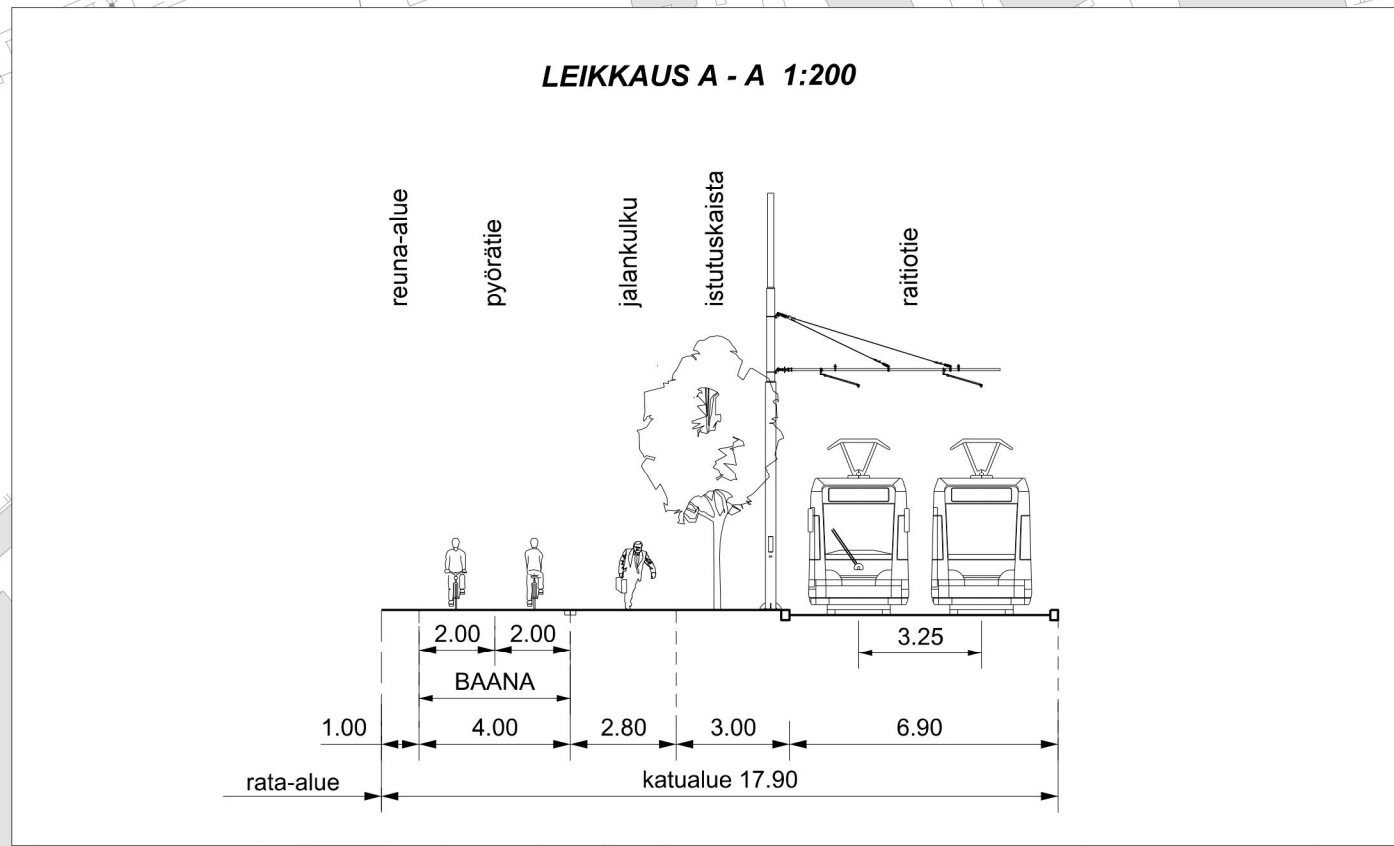 LEIKKAUS A - A 1:200
reuna-alue
pyörätie
jalankulku
istutuskaista
raitiotie
2.00 2.00
3.25
BAANA
1.00 4.00 2.80 3.00 6.90
rata-alue katualue 17.90